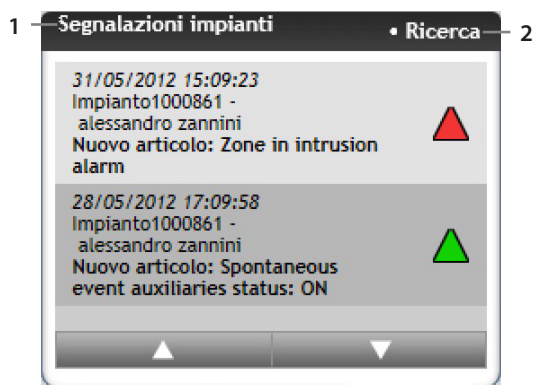 1 Segnalazioni impianti • Ricerca 2
31/05/2012 15:09:23
Impianto1000861 -
alessandro zannini
Nuovo articolo: Zone in intrusion
alarm
28/05/2012 17:09:58
Impianto1000861 -
alessandro zannini
Nuovo articolo: Spontaneous
event auxiliaries status: ON